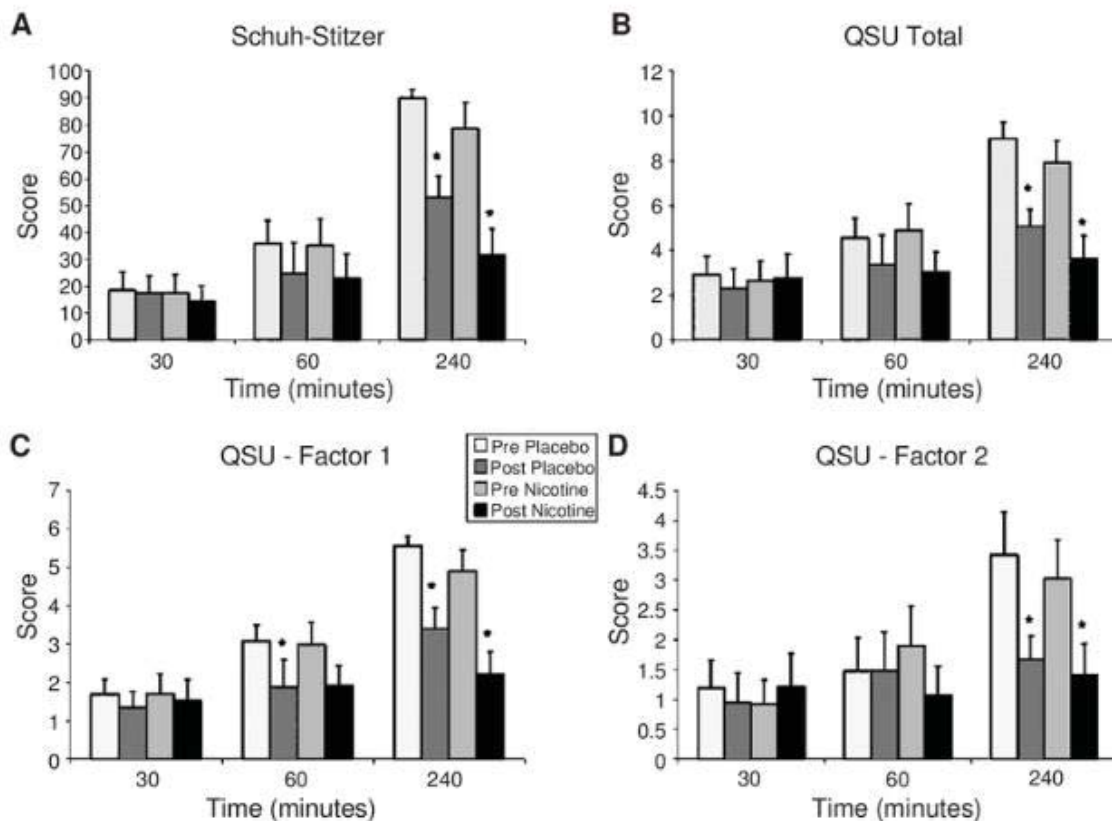 A
Schuh-Stitzer
100
90
80
70
60
50
40
30
20
10
0
Score
*
*
30 60 240
Time (minutes)
B
QSU Total
12
10
8
6
4
2
0
Score
*
*
30 60 240
Time (minutes)
C
QSU - Factor 1
7
6
5
4
3
2
1
0
Score
*
*
*
30 60 240
Time (minutes)
Pre Placebo
Post Placebo
Pre Nicotine
Post Nicotine
D
QSU - Factor 2
4.5
4
3.5
3
2.5
2
1.5
1
0.5
0
Score
*
*
30 60 240
Time (minutes)